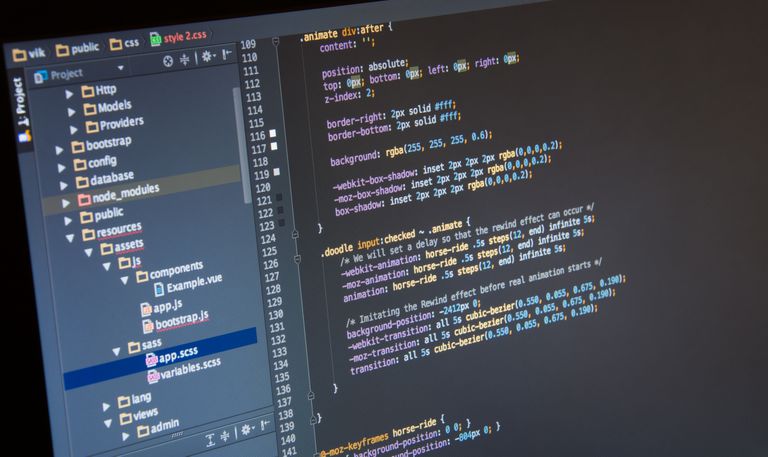 vik public css style 2.css
1: Project
Project
Http
Models
Providers
bootstrap
config
database
node_modules
public
resources
assets
js
components
Example.vue
app.js
bootstrap.js
sass
app.scss
variables.scss
lang
views
admin
109
110
111
112
113
114
115
116
117
118
119
120
121
122
123
124
125
126
127
128
129
130
131
132
133
134
135
136
137
138
139
140
141
.animate div:after {
content: '';
position: absolute;
top: 0px; bottom: 0px; left: 0px; right: 0px;
z-index: 2;
border-right: 2px solid #fff;
border-bottom: 2px solid #fff;
background: rgba(255, 255, 255, 0.6);
-webkit-box-shadow: inset 2px 2px 2px rgba(0,0,0,0.2);
-moz-box-shadow: inset 2px 2px 2px rgba(0,0,0,0.2);
box-shadow: inset 2px 2px 2px rgba(0,0,0,0.2);
}
.doodle input:checked ~ .animate {
/* We will set a delay so that the rewind effect can occur */
-webkit-animation: horse-ride .5s steps(12, end) infinite 5s;
-moz-animation: horse-ride .5s steps(12, end) infinite 5s;
animation: horse-ride .5s steps(12, end) infinite 5s;
/* Imitating the Rewind effect before real animation starts */
background-position: -2412px 0;
-webkit-transition: all 5s cubic-bezier(0.550, 0.055, 0.675, 0.190);
-moz-transition: all 5s cubic-bezier(0.550, 0.055, 0.675, 0.190);
transition: all 5s cubic-bezier(0.550, 0.055, 0.675, 0.190);
}
}
@-moz-keyframes horse-ride {
{ background-position: 0 0; }
background-position: -804px 0; }